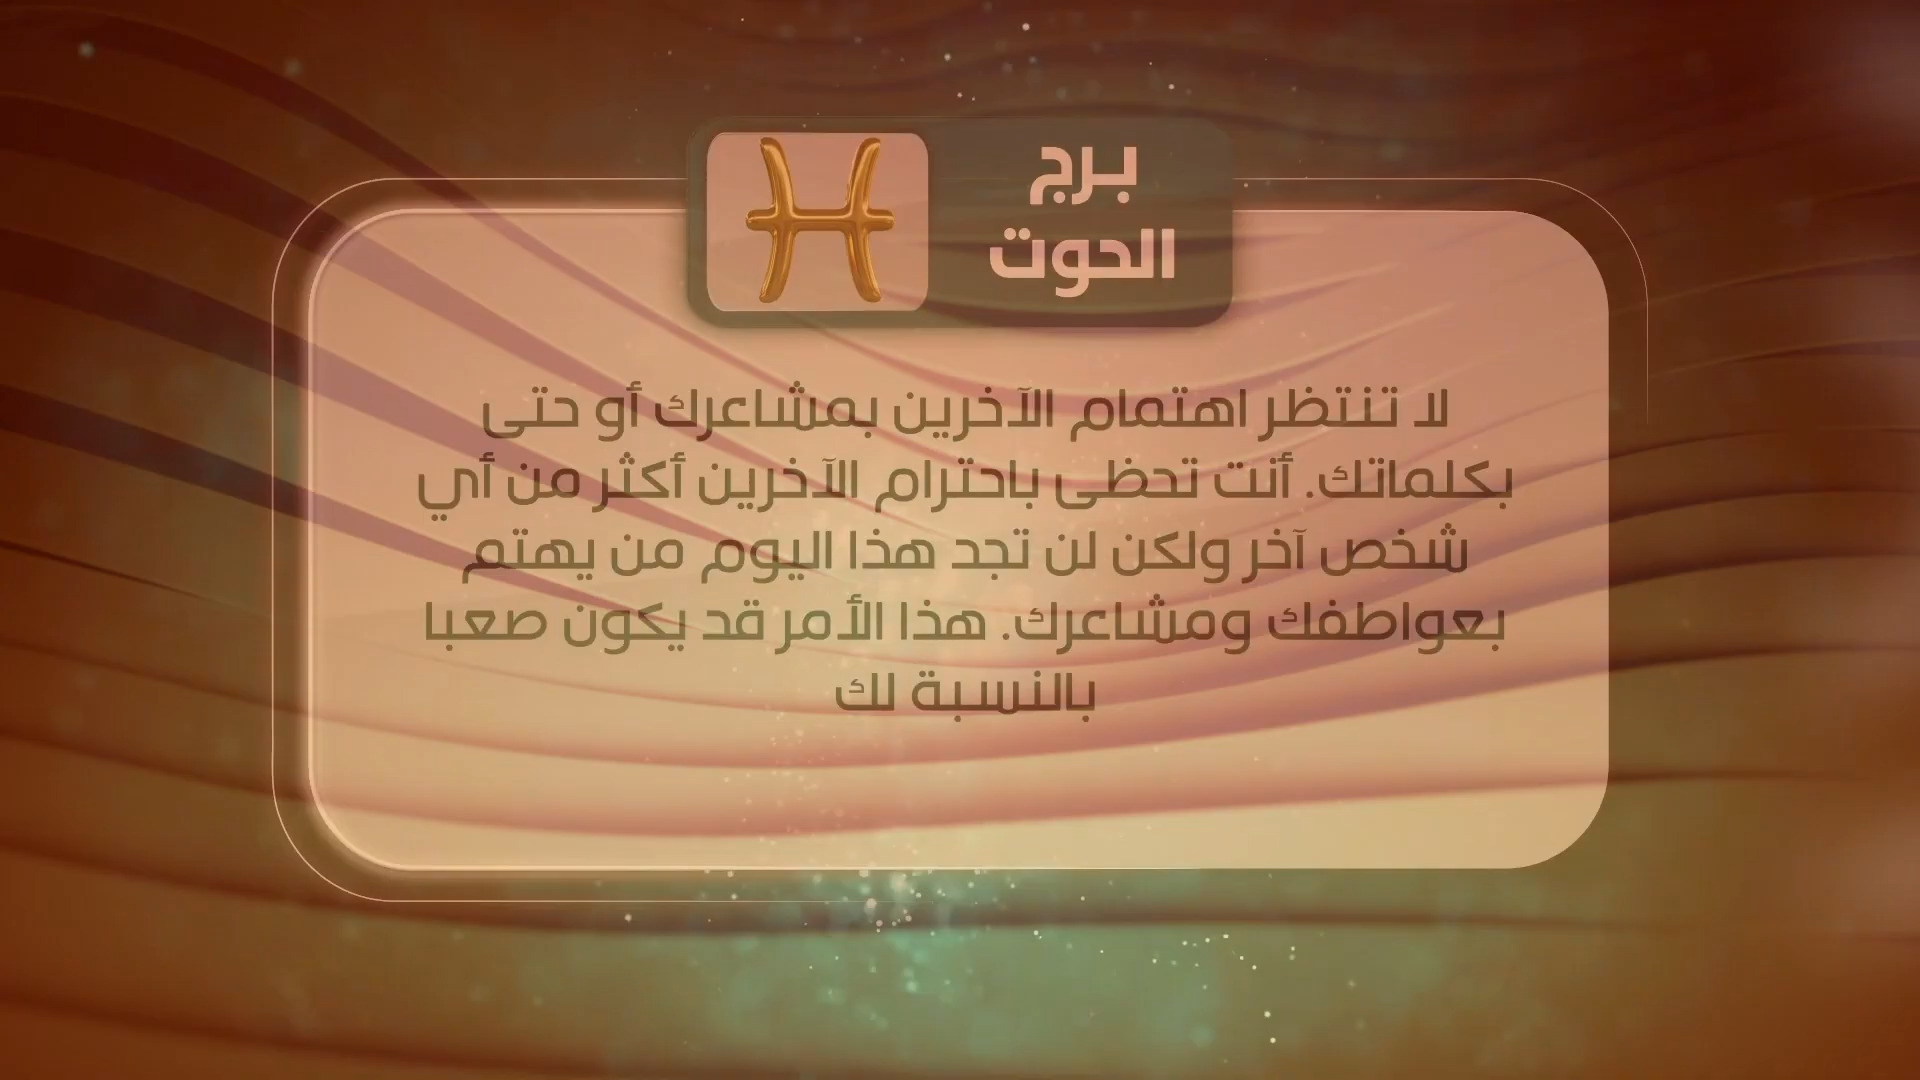 برج
الحوت
لا تنتظر اهتمام الآخرين بمشاعرك أو حتى
بكلماتك. أنت تحظى باحترام الآخرين أكثر من أي
شخص آخر ولكن لن تجد هذا اليوم من يهتم
بعواطفك ومشاعرك. هذا الأمر قد يكون صعبا
بالنسبة لك